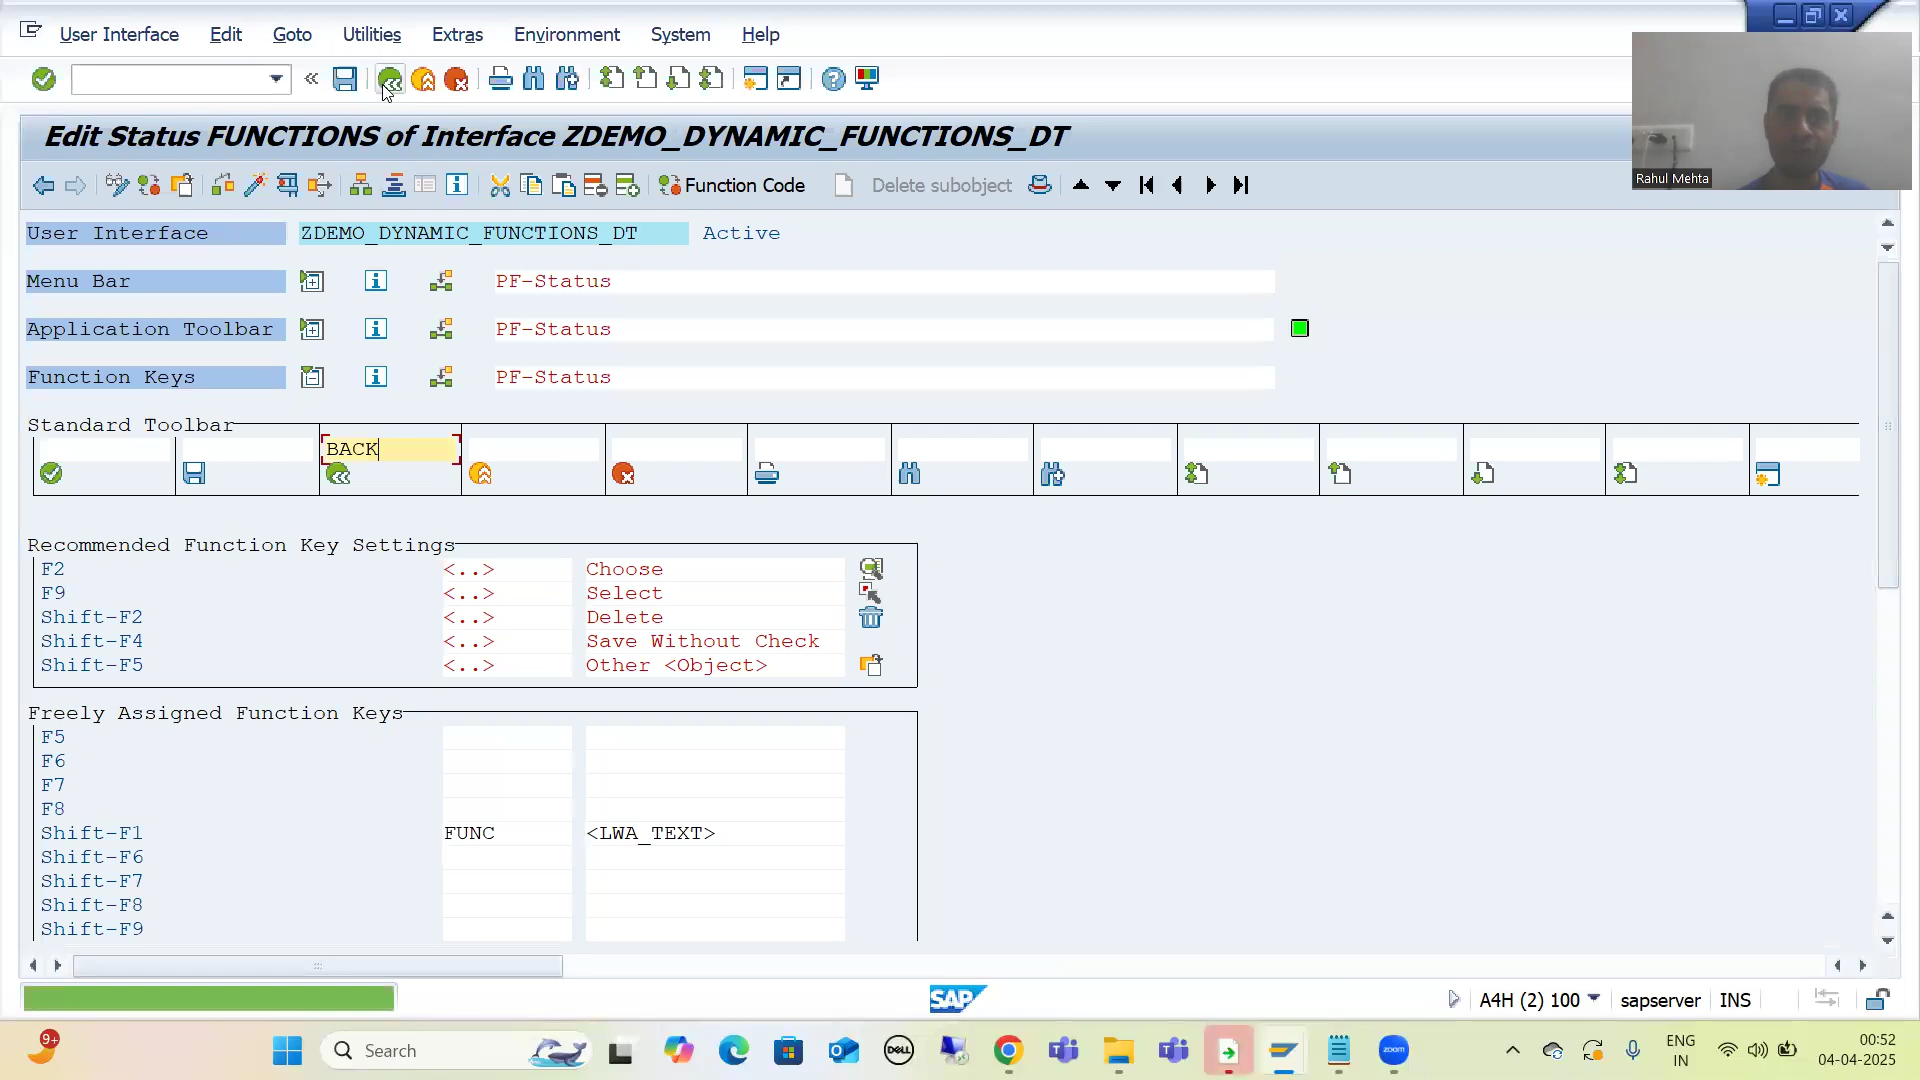 User Interface Edit Goto Utilities Extras Environment System Help
Rahul Mehta
Edit Status FUNCTIONS of Interface ZDEMO_DYNAMIC_FUNCTIONS_DT
Function Code Delete subobject
User Interface ZDEMO_DYNAMIC_FUNCTIONS_DT Active
Menu Bar PF-Status
Application Toolbar PF-Status
Function Keys PF-Status
Standard Toolbar
BACK
Recommended Function Key Settings
F2 <..> Choose
F9 <..> Select
Shift-F2 <..> Delete
Shift-F4 <..> Save Without Check
Shift-F5 <..> Other <Object>
Freely Assigned Function Keys
F5
F6
F7
F8
Shift-F1 FUNC <LWA_TEXT>
Shift-F6
Shift-F7
Shift-F8
Shift-F9
SAP A4H (2) 100 sapserver INS
9+ Search DELL zoom ENG IN 00:52 04-04-2025